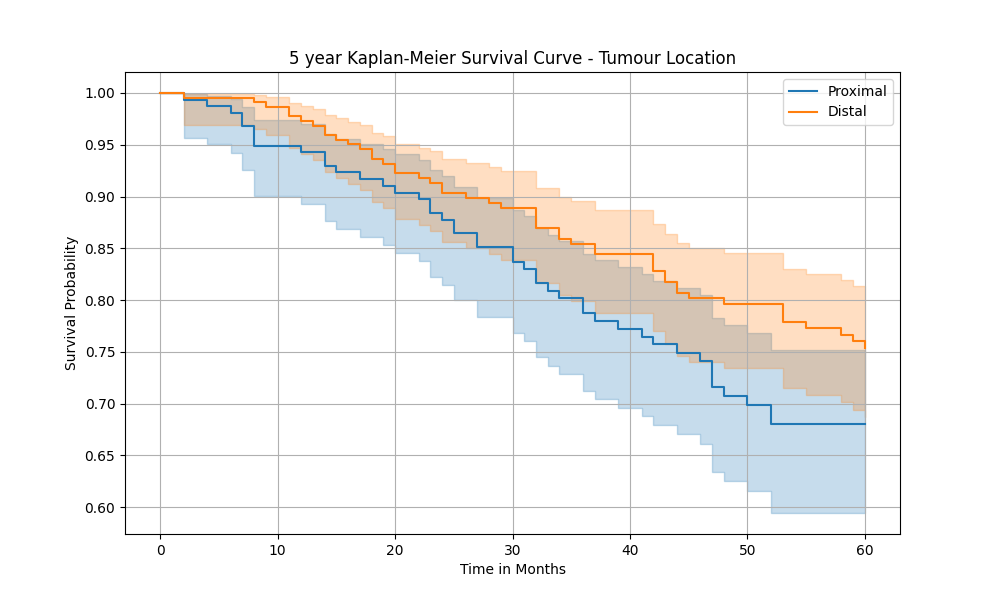 5 year Kaplan-Meier Survival Curve - Tumour Location
Survival Probability
1.00
0.95
0.90
0.85
0.80
0.75
0.70
0.65
0.60
Proximal
Distal
0 10 20 30 40 50 60
Time in Months